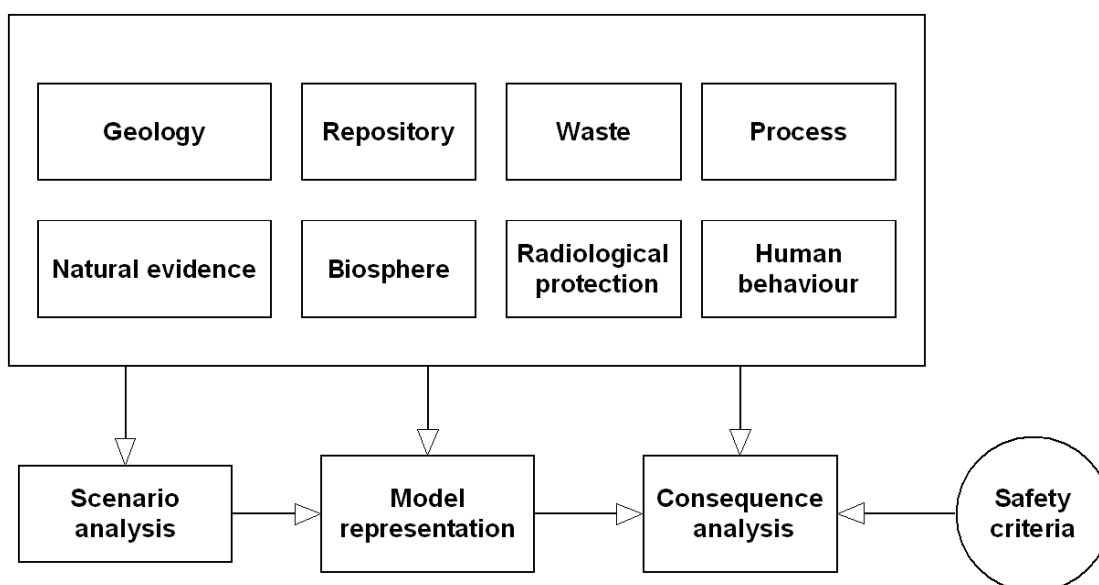 Geology
Repository
Waste
Process
Natural evidence
Biosphere
Radiological
protection
Human
behaviour
Scenario
analysis
Model
representation
Consequence
analysis
Safety
criteria